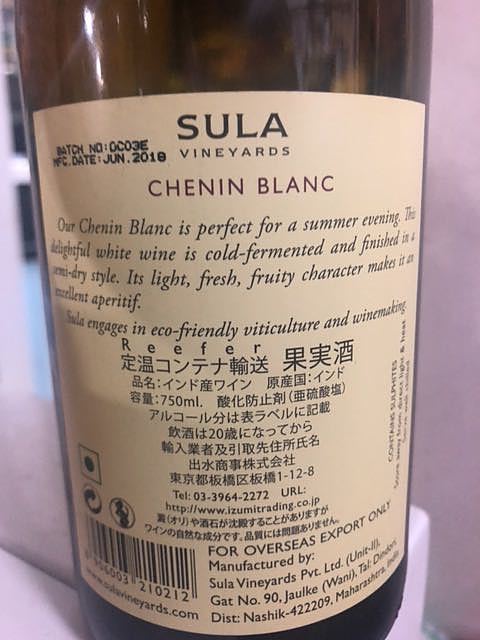 BATCH NO:OC03E
MFC.DATE:JUN.2018
SULA
VINEYARDS
CHENIN BLANC
Our Chenin Blanc is perfect for a summer evening. This
delightful white wine is cold-fermented and finished in a
semi-dry style. Its light, fresh, fruity character makes it an
excellent aperitif.
Sula engages in eco-friendly viticulture and winemaking.
Reefer
定温コンテナ輸送 果実酒
品名:インド産ワイン 原産国:インド
容量:750ml. 酸化防止剤(亜硫酸塩)
アルコール分は表ラベルに記載
飲酒は20歳になってから
輸入業者及引取先住所氏名
出水商事株式会社
東京都板橋区板橋1-12-8
Tel: 03-3964-2272 URL:
http://www.izumitrading.co.jp
澱(オリ)や酒石が沈殿することがありますが
ワインの自然な成分です。品質には問題ありません。
FOR OVERSEAS EXPORT ONLY
Manufactured by:
Sula Vineyards Pvt. Ltd. (Unit-II),
Gat No. 90, Jaulke (Wani), Tal: Dindori,
Dist: Nashik-422209, Maharashtra, India
CONTAINS SULPHITES
Store away from direct light & heat
Serve well chilled
906003 210212
www.sulavineyards.com